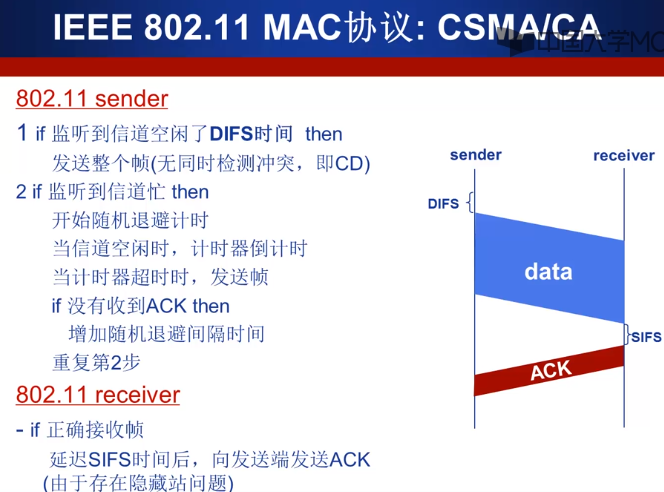 IEEE 802.11 MAC协议: CSMA/CA
中国大学MO
802.11 sender
1 if 监听到信道空闲了DIFS时间 then
发送整个帧(无同时检测冲突，即CD)
2 if 监听到信道忙 then
开始随机退避计时
当信道空闲时，计时器倒计时
当计时器超时时，发送帧
if 没有收到ACK then
增加随机退避间隔时间
重复第2步
802.11 receiver
- if 正确接收帧
延迟SIFS时间后，向发送端发送ACK
(由于存在隐藏站问题)
sender
receiver
DIFS
data
SIFS
ACK